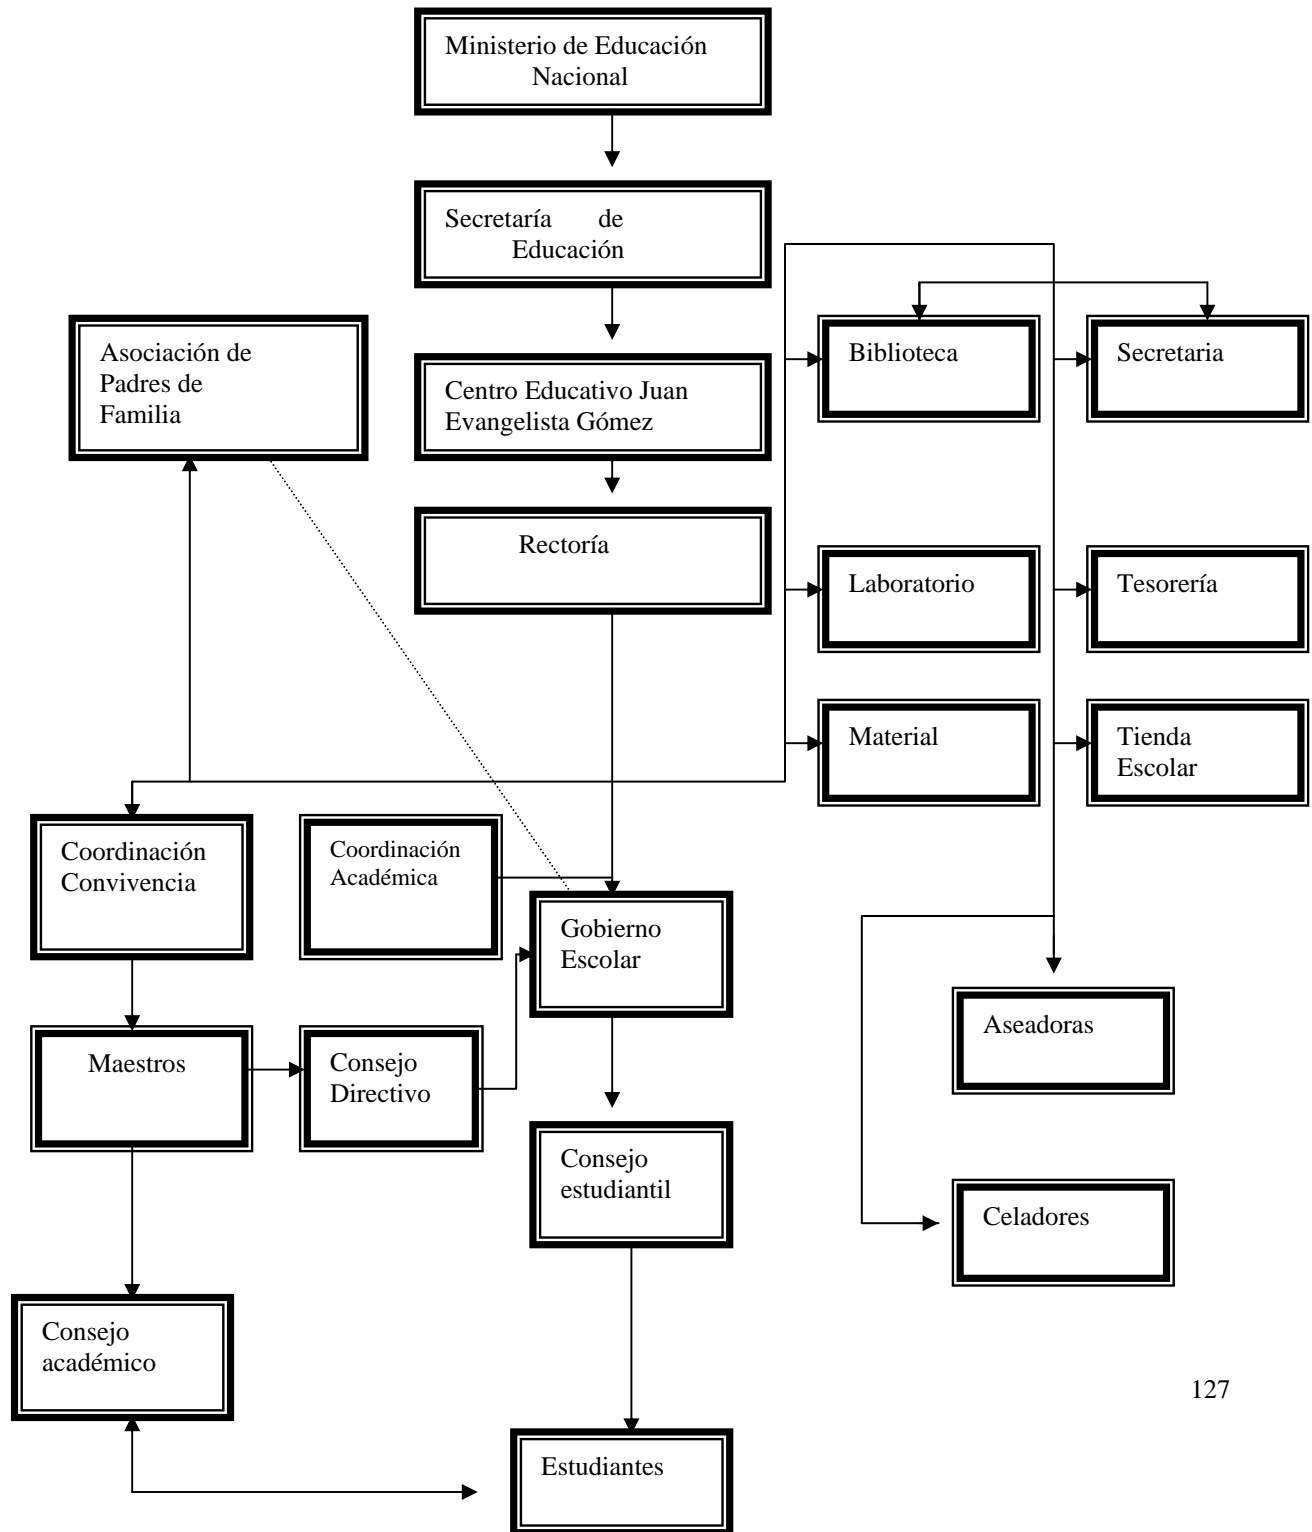 Ministerio de Educación
Nacional
Secretaría de
Educación
Asociación de
Padres de
Familia
Centro Educativo Juan
Evangelista Gómez
Biblioteca
Secretaria
Rectoría
Laboratorio
Tesorería
Material
Tienda
Escolar
Coordinación
Convivencia
Coordinación
Académica
Gobierno
Escolar
Aseadoras
Maestros
Consejo
Directivo
Consejo
estudiantil
Celadores
Consejo
académico
127
Estudiantes